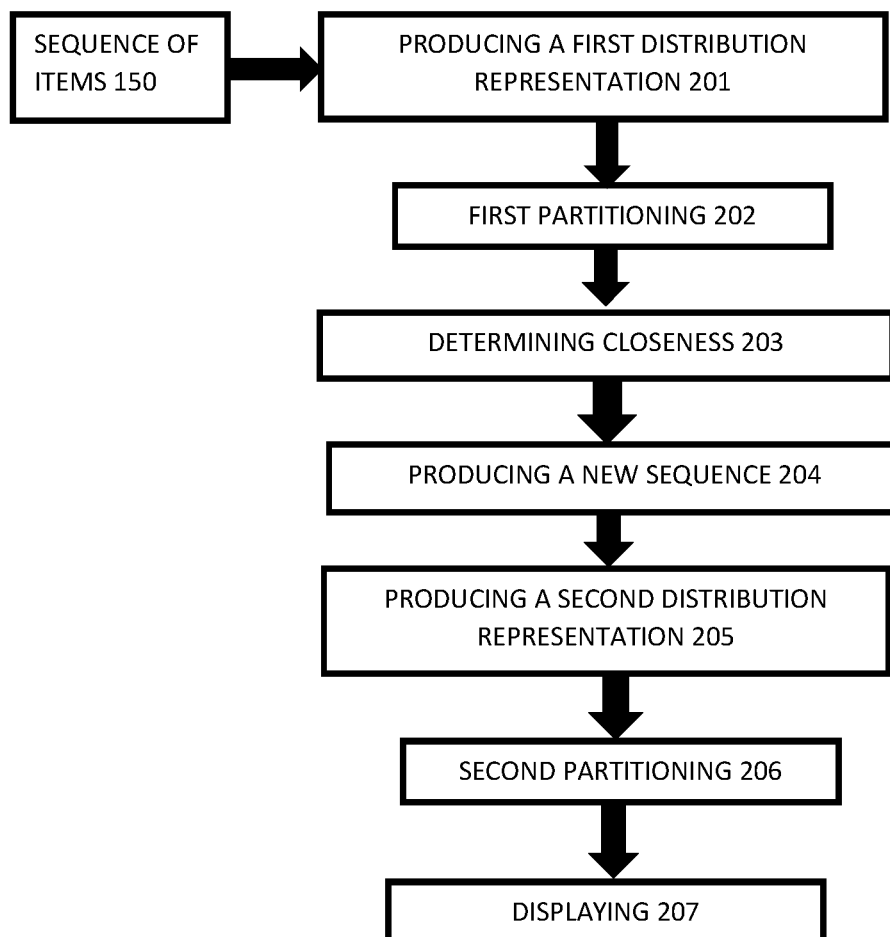 SEQUENCE OF
ITEMS 150
PRODUCING A FIRST DISTRIBUTION
REPRESENTATION 201
FIRST PARTITIONING 202
DETERMINING CLOSENESS 203
PRODUCING A NEW SEQUENCE 204
PRODUCING A SECOND DISTRIBUTION
REPRESENTATION 205
SECOND PARTITIONING 206
DISPLAYING 207